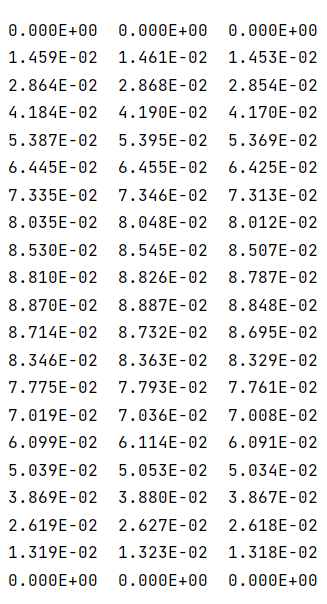 0.000E+00 0.000E+00 0.000E+00
1.459E-02 1.461E-02 1.453E-02
2.864E-02 2.868E-02 2.854E-02
4.184E-02 4.190E-02 4.170E-02
5.387E-02 5.395E-02 5.369E-02
6.445E-02 6.455E-02 6.425E-02
7.335E-02 7.346E-02 7.313E-02
8.035E-02 8.048E-02 8.012E-02
8.530E-02 8.545E-02 8.507E-02
8.810E-02 8.826E-02 8.787E-02
8.870E-02 8.887E-02 8.848E-02
8.714E-02 8.732E-02 8.695E-02
8.346E-02 8.363E-02 8.329E-02
7.775E-02 7.793E-02 7.761E-02
7.019E-02 7.036E-02 7.008E-02
6.099E-02 6.114E-02 6.091E-02
5.039E-02 5.053E-02 5.034E-02
3.869E-02 3.880E-02 3.867E-02
2.619E-02 2.627E-02 2.618E-02
1.319E-02 1.323E-02 1.318E-02
0.000E+00 0.000E+00 0.000E+00